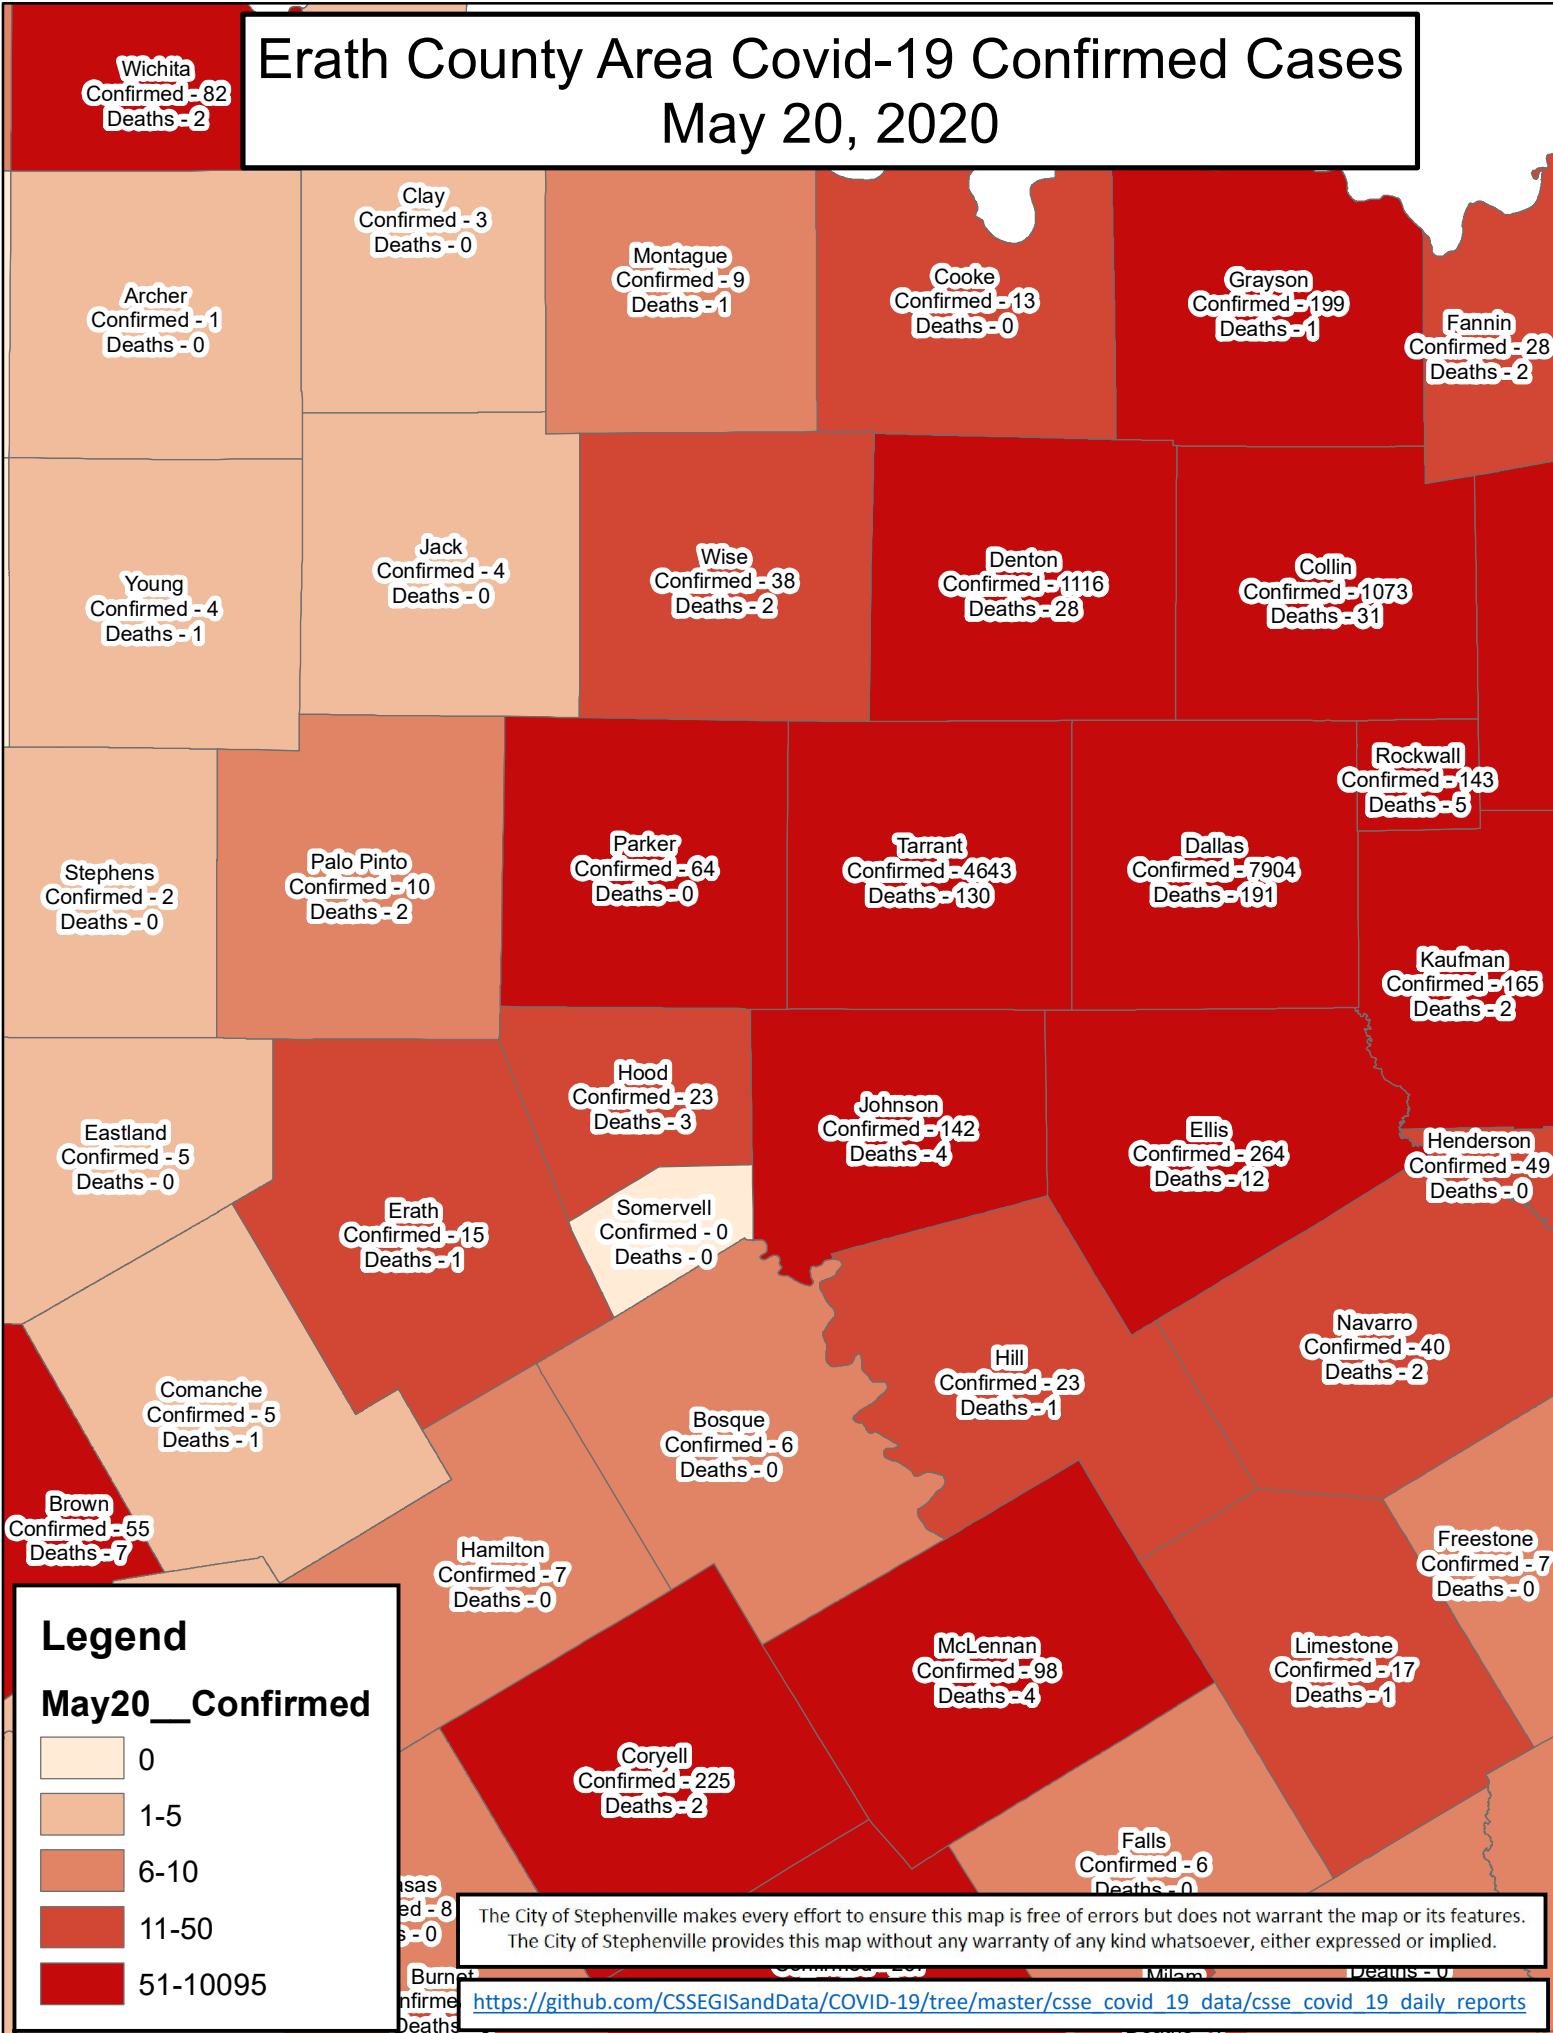 Erath County Area Covid-19 Confirmed Cases
May 20, 2020
Wichita
Confirmed - 82
Deaths - 2
Clay
Confirmed - 3
Deaths - 0
Montague
Confirmed - 9
Deaths - 1
Cooke
Confirmed - 13
Deaths - 0
Grayson
Confirmed - 199
Deaths - 1
Archer
Confirmed - 1
Deaths - 0
Fannin
Confirmed - 28
Deaths - 2
Young
Confirmed - 4
Deaths - 1
Jack
Confirmed - 4
Deaths - 0
Wise
Confirmed - 38
Deaths - 2
Denton
Confirmed - 1116
Deaths - 28
Collin
Confirmed - 1073
Deaths - 31
Rockwall
Confirmed - 143
Deaths - 5
Stephens
Confirmed - 2
Deaths - 0
Palo Pinto
Confirmed - 10
Deaths - 2
Parker
Confirmed - 64
Deaths - 0
Tarrant
Confirmed - 4643
Deaths - 130
Dallas
Confirmed - 7904
Deaths - 191
Kaufman
Confirmed - 165
Deaths - 2
Eastland
Confirmed - 5
Deaths - 0
Hood
Confirmed - 23
Deaths - 3
Johnson
Confirmed - 142
Deaths - 4
Ellis
Confirmed - 264
Deaths - 12
Henderson
Confirmed - 49
Deaths - 0
Erath
Confirmed - 15
Deaths - 1
Somervell
Confirmed - 0
Deaths - 0
Navarro
Confirmed - 40
Deaths - 2
Hill
Confirmed - 23
Deaths - 1
Comanche
Confirmed - 5
Deaths - 1
Bosque
Confirmed - 6
Deaths - 0
Brown
Confirmed - 55
Deaths - 7
Hamilton
Confirmed - 7
Deaths - 0
Freestone
Confirmed - 7
Deaths - 0
McLennan
Confirmed - 98
Deaths - 4
Limestone
Confirmed - 17
Deaths - 1
Coryell
Confirmed - 225
Deaths - 2
Falls
Confirmed - 6
Deaths - 0
asas
ed - 8
s - 0
Burnet
nfirme
Deaths
Milam
Deaths - 0
Legend
May20__Confirmed
0
1-5
6-10
11-50
51-10095
The City of Stephenville makes every effort to ensure this map is free of errors but does not warrant the map or its features.
The City of Stephenville provides this map without any warranty of any kind whatsoever, either expressed or implied.
https://github.com/CSSEGISandData/COVID-19/tree/master/csse_covid_19_data/csse_covid_19_daily_reports